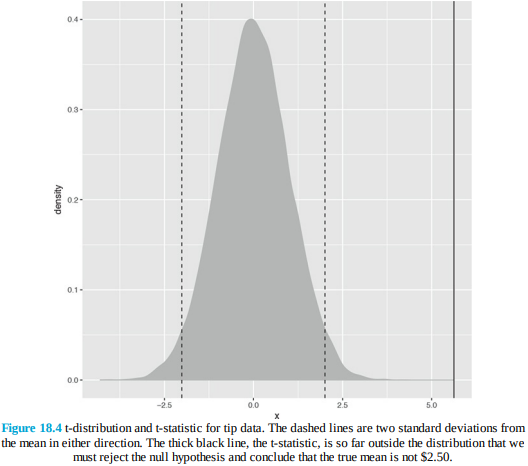 0.4
0.3
0.2
0.1
0.0
density
−2.5 0.0 2.5 5.0
x
Figure 18.4 t-distribution and t-statistic for tip data. The dashed lines are two standard deviations from
the mean in either direction. The thick black line, the t-statistic, is so far outside the distribution that we
must reject the null hypothesis and conclude that the true mean is not $2.50.